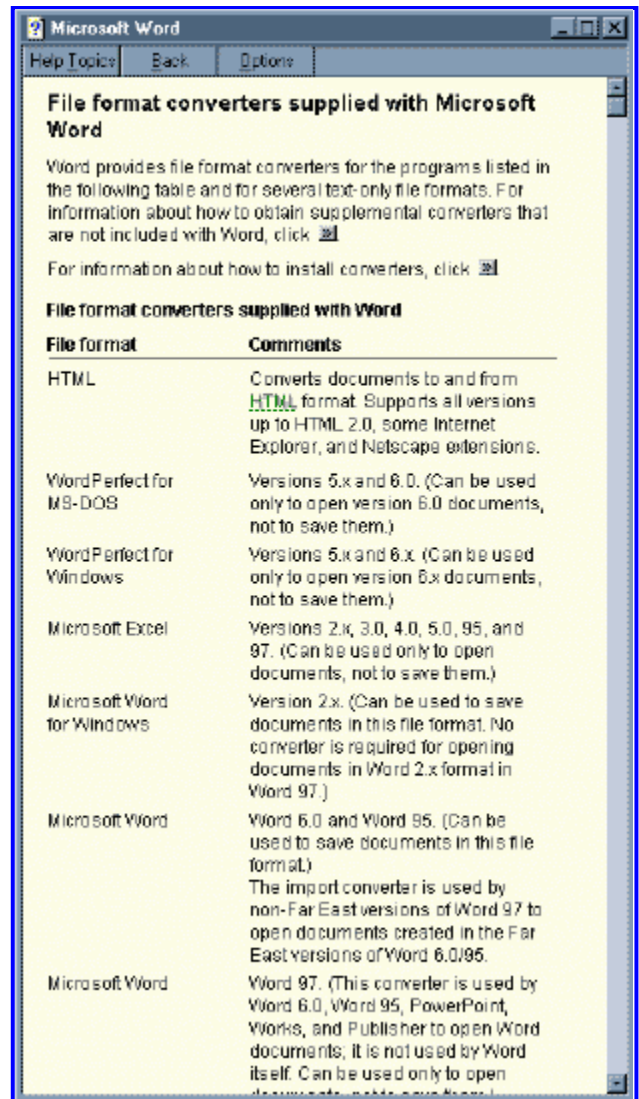 Microsoft Word
Help Topics Back Options
File format converters supplied with Microsoft
Word
Word provides file format converters for the programs listed in
the following table and for several text-only file formats. For
information about how to obtain supplemental converters that
are not included with Word, click
For information about how to install converters, click
File format converters supplied with Word
File format Comments
HTML Converts documents to and from
HTML format. Supports all versions
up to HTML 2.0, some Internet
Explorer, and Netscape extensions.
WordPerfect for Versions 5.x and 6.0. (Can be used
MS-DOS only to open version 6.0 documents,
not to save them.)
WordPerfect for Versions 5.x and 6.x. (Can be used
Windows only to open version 6.x documents,
not to save them.)
Microsoft Excel Versions 2.x, 3.0, 4.0, 5.0, 95, and
97. (Can be used only to open
documents, not to save them.)
Microsoft Word Version 2.x. (Can be used to save
for Windows documents in this file format. No
converter is required for opening
documents in Word 2.x format in
Word 97.)
Microsoft Word Word 6.0 and Word 95. (Can be
used to save documents in this file
format.)
The import converter is used by
non-Far East versions of Word 97 to
open documents created in the Far
East versions of Word 6.0/95.
Microsoft Word Word 97. (This converter is used by
Word 6.0, Word 95, PowerPoint,
Works, and Publisher to open Word
documents; it is not used by Word
itself. Can be used only to open